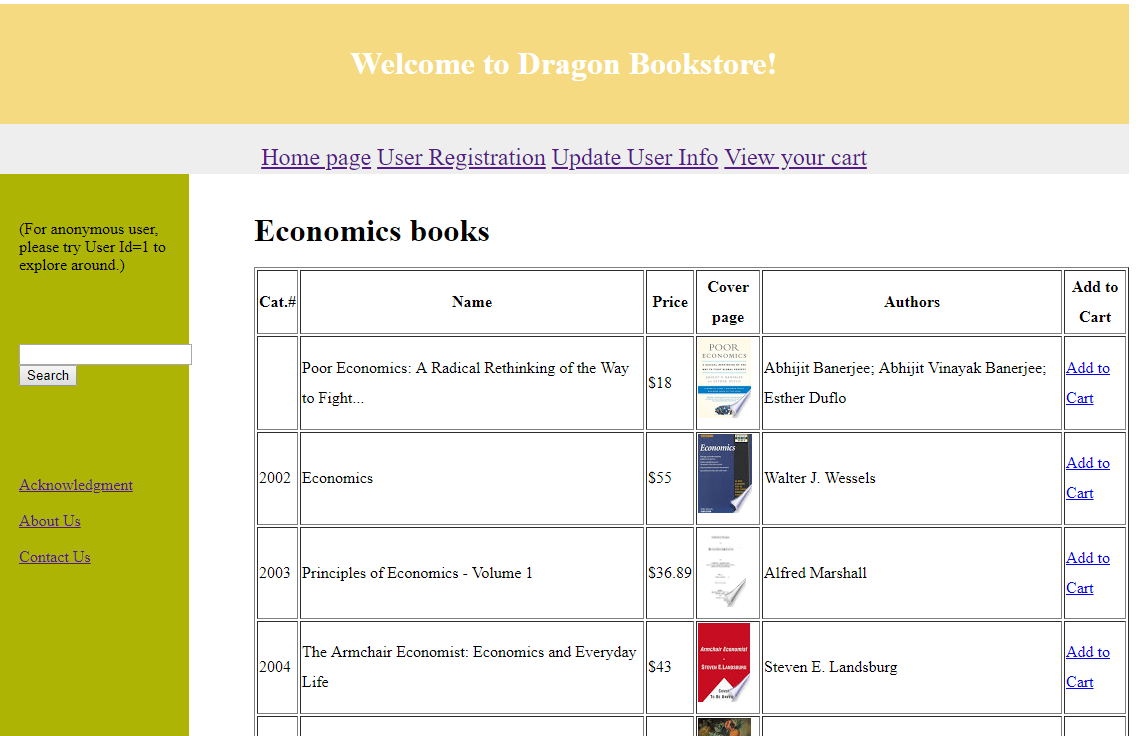 Welcome to Dragon Bookstore!
Home page User Registration Update User Info View your cart
(For anonymous user,
please try User Id=1 to
explore around.)
Search
Acknowledgment
About Us
Contact Us
Economics books
Cat.# Name Price Cover page Authors Add to Cart
Poor Economics: A Radical Rethinking of the Way
to Fight...
$18
POOR
ECONOMICS
Abhijit Banerjee; Abhijit Vinayak Banerjee;
Esther Duflo
Add to
Cart
2002 Economics $55
Economics
Walter J. Wessels
Add to
Cart
2003 Principles of Economics - Volume 1 $36.89
Alfred Marshall
Add to
Cart
2004
The Armchair Economist: Economics and Everyday
Life
$43
Armchair Economist
STEVEN E. LANDSBURG
Steven E. Landsburg
Add to
Cart